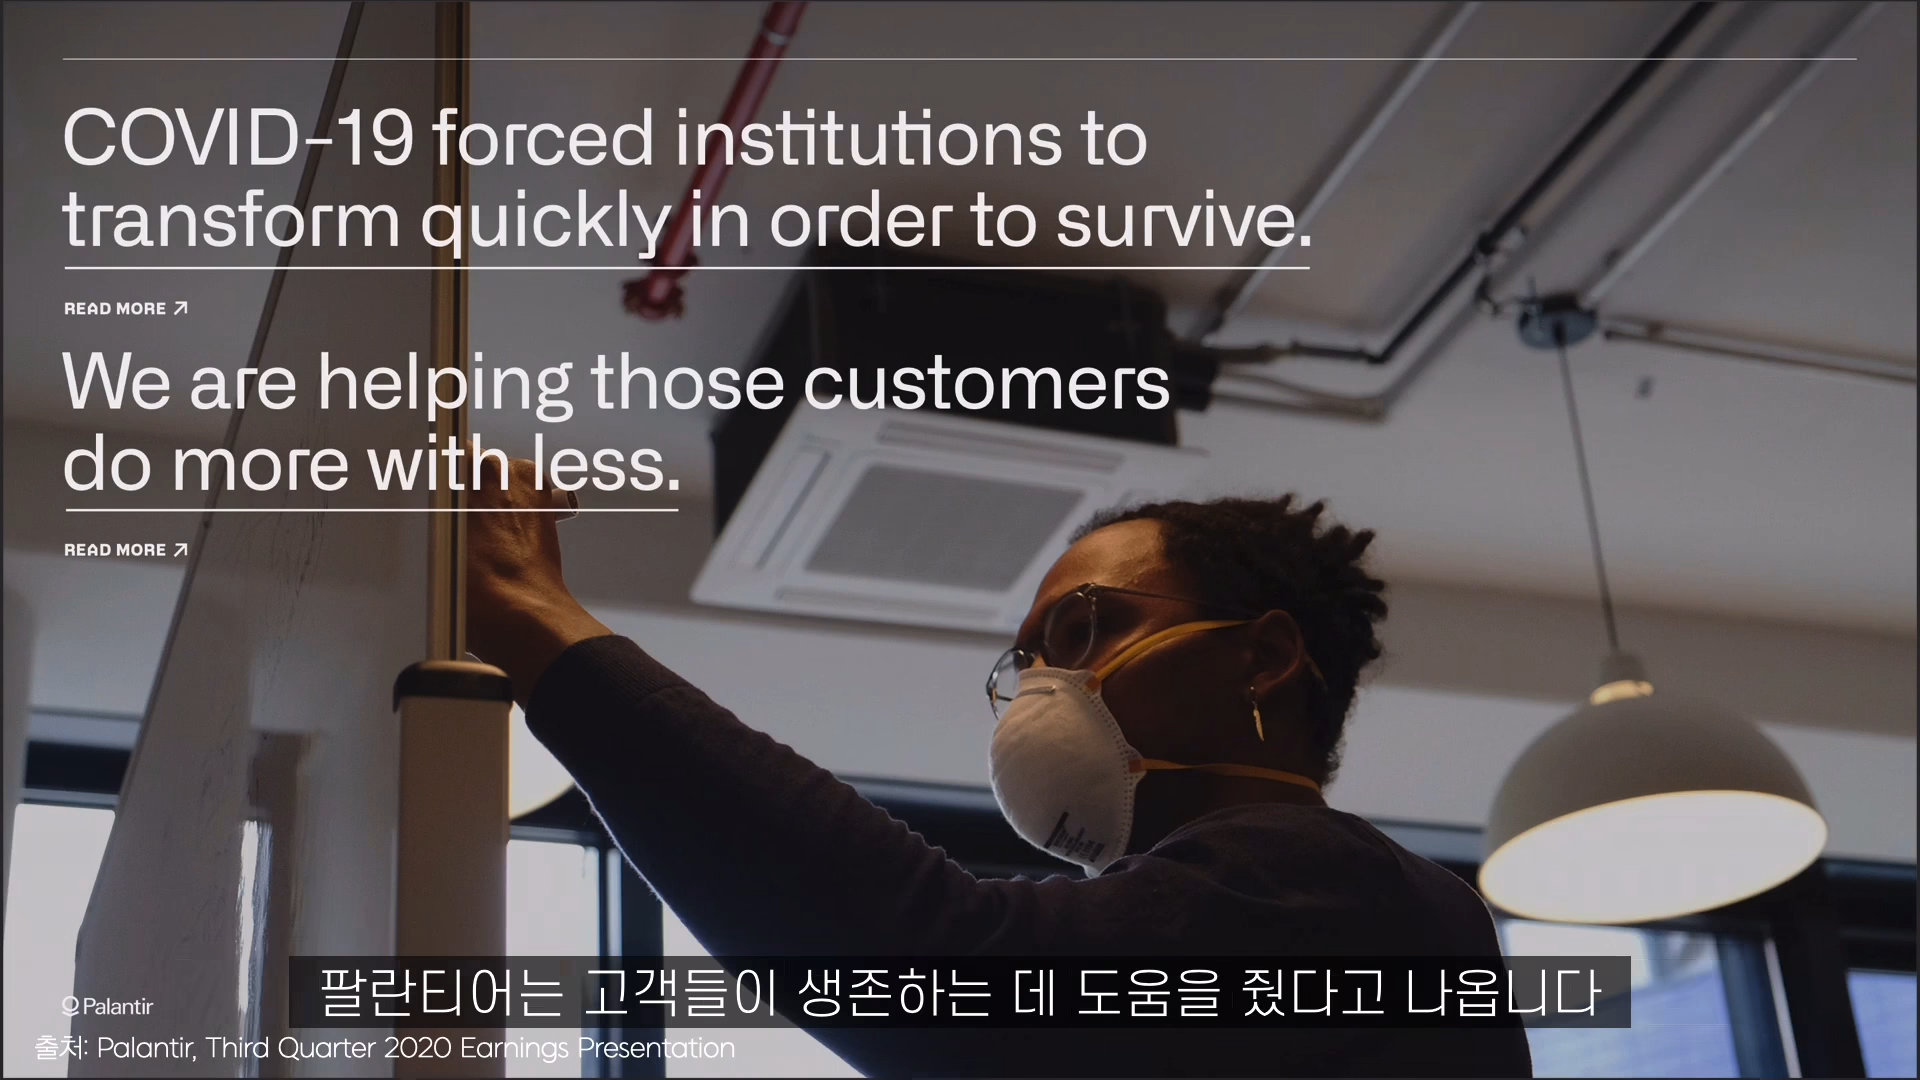 COVID-19 forced institutions to
transform quickly in order to survive.
READ MORE ↗
We are helping those customers
do more with less.
READ MORE ↗
팔란티어는 고객들이 생존하는 데 도움을 줬다고 나옵니다
Palantir
출처: Palantir, Third Quarter 2020 Earnings Presentation